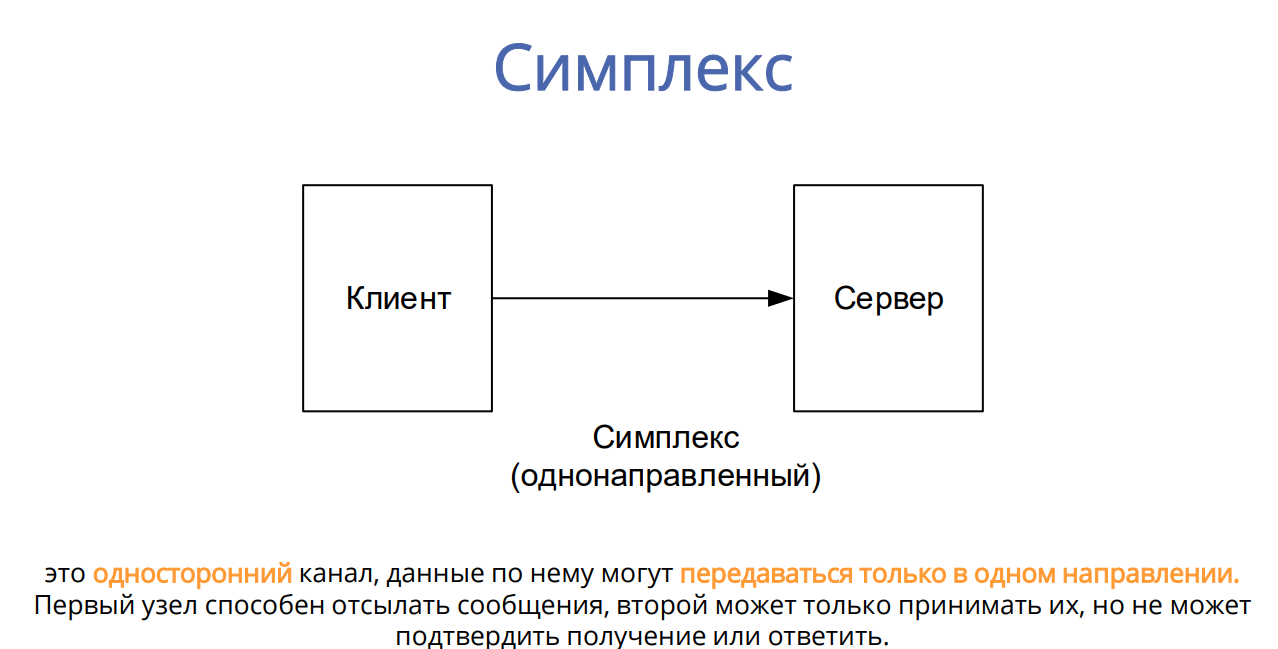 Симплекс
Клиент
Сервер
Симплекс
(однонаправленный)
это односторонний канал, данные по нему могут передаваться только в одном направлении.
Первый узел способен отсылать сообщения, второй может только принимать их, но не может
подтвердить получение или ответить.